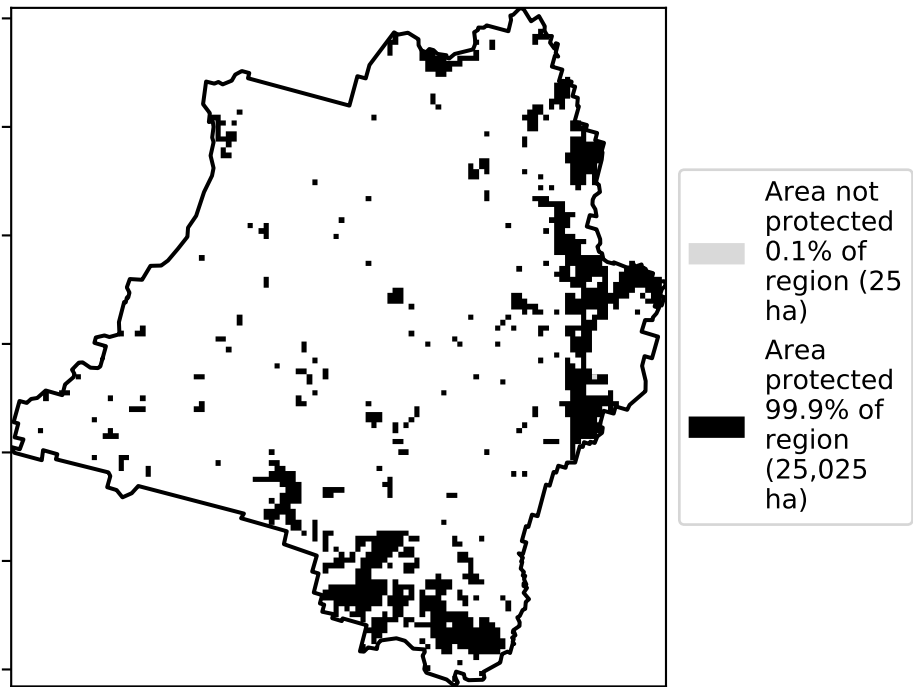 Area not
protected
0.1% of
region (25
ha)
Area
protected
99.9% of
region
(25,025
ha)